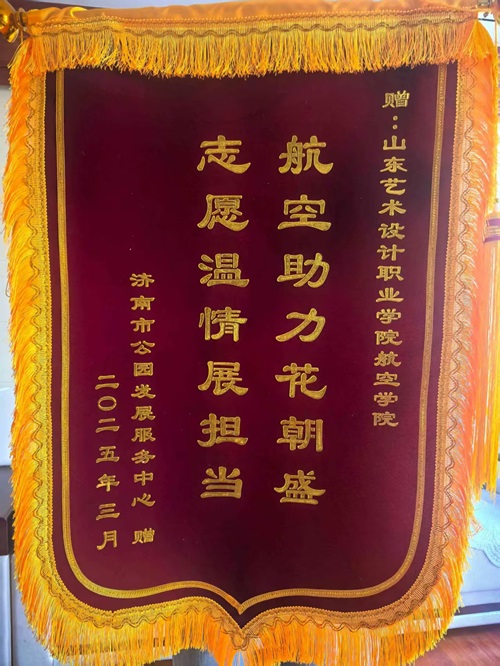 赠：山东艺术设计职业学院航空学院
航空助力花朝盛
志愿温情展担当
济南市公园发展服务中心 赠
二〇二五年三月